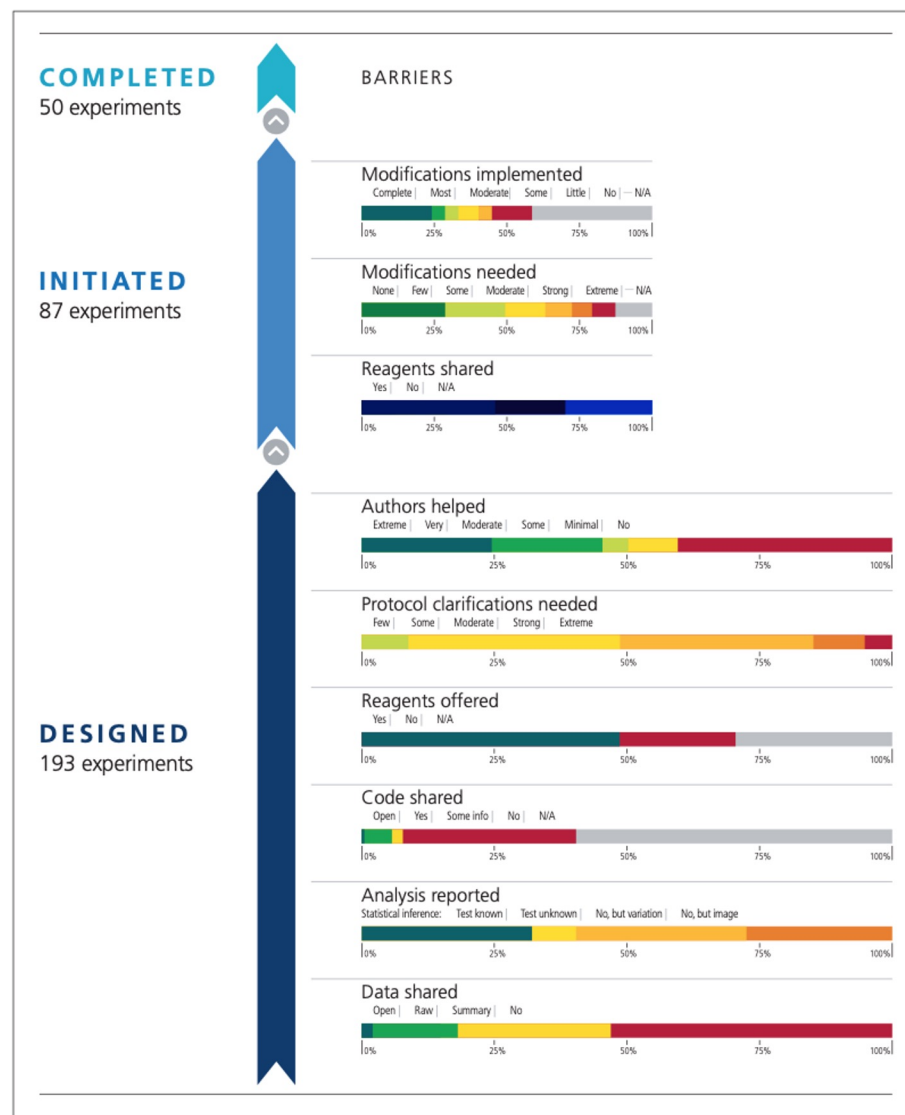 COMPLETED
50 experiments
BARRIERS
Modifications implemented
Complete | Most | Moderate | Some | Little | No | — N/A
0% 25% 50% 75% 100%
INITIATED
87 experiments
Modifications needed
None | Few | Some | Moderate | Strong | Extreme | — N/A
0% 25% 50% 75% 100%
Reagents shared
Yes | No | N/A
0% 25% 50% 75% 100%
Authors helped
Extreme | Very | Moderate | Some | Minimal | No
0% 25% 50% 75% 100%
Protocol clarifications needed
Few | Some | Moderate | Strong | Extreme
0% 25% 50% 75% 100%
DESIGNED
193 experiments
Reagents offered
Yes | No | N/A
0% 25% 50% 75% 100%
Code shared
Open | Yes | Some info | No | N/A
0% 25% 50% 75% 100%
Analysis reported
Statistical inference: Test known | Test unknown | No, but variation | No, but image
0% 25% 50% 75% 100%
Data shared
Open | Raw | Summary | No
0% 25% 50% 75% 100%